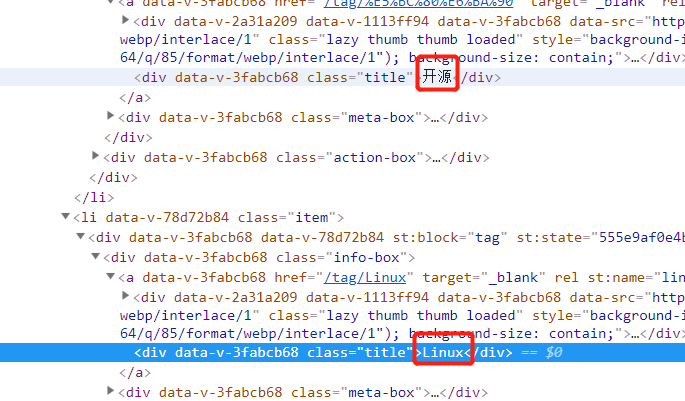 <a data-v-3fabcb68 href="/tag/%E5%BC%80%E6%BA%90" target="_blank" rel
▶<div data-v-2a31a209 data-v-1113ff94 data-v-3fabcb68 data-src="http
webp/interlace/1" class="lazy thumb thumb loaded" style="background-i
64/q/85/format/webp/interlace/1"); background-size: contain;">…</div>
<div data-v-3fabcb68 class="title">开源</div>
</a>
▶<div data-v-3fabcb68 class="meta-box">…</div>
</div>
▶<div data-v-3fabcb68 class="action-box">…</div>
</div>
</li>
▼<li data-v-78d72b84 class="item">
▼<div data-v-3fabcb68 data-v-78d72b84 st:block="tag" st:state="555e9af0e4b
▼<div data-v-3fabcb68 class="info-box">
▼<a data-v-3fabcb68 href="/tag/Linux" target="_blank" rel st:name="lin
▶<div data-v-2a31a209 data-v-1113ff94 data-v-3fabcb68 data-src="http
webp/interlace/1" class="lazy thumb thumb loaded" style="background-i
64/q/85/format/webp/interlace/1"); background-size: contain;">…</div>
<div data-v-3fabcb68 class="title">Linux</div> == $0
</a>
▶<div data-v-3fabcb68 class="meta-box">…</div>